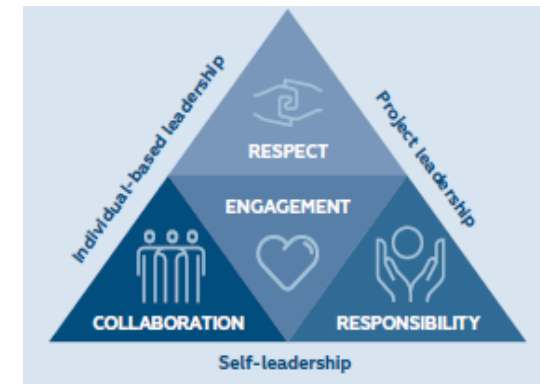 Individual-based leadership
Project leadership
RESPECT
ENGAGEMENT
COLLABORATION
RESPONSIBILITY
Self-leadership